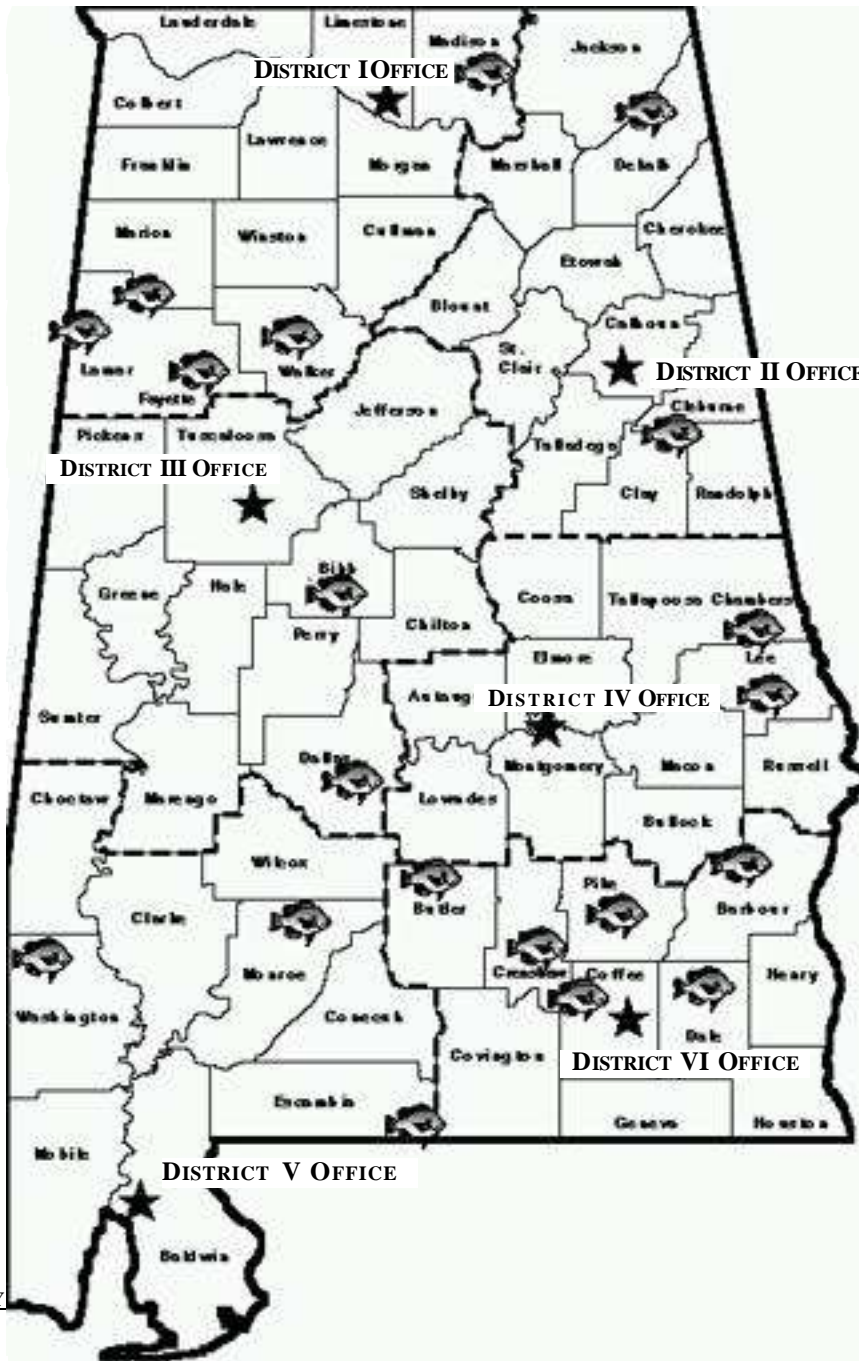 Lauderdale
Limestone
Madison
Jackson
DISTRICT I OFFICE
Colbert
Lawrence
Franklin
Morgan
Marshall
Dekalb
Marion
Winston
Cullman
Cherokee
Etowah
Blount
Calhoun
St.
Clair
Lamar
Walker
Fayette
DISTRICT II OFFICE
Jefferson
Cleburne
Pickens
Tuscaloosa
Talladega
DISTRICT III OFFICE
Shelby
Clay
Randolph
Bibb
Greene
Hale
Coosa
Tallapoosa
Chambers
Chilton
Perry
Elmore
Lee
Autaug
DISTRICT IV OFFICE
Sumter
Dallas
Montgomery
Macon
Russell
Choctaw
Marengo
Lowndes
Bullock
Wilcox
Pike
Butler
Barbour
Clarke
Monroe
Crenshaw
Coffee
Henry
Washington
Conecuh
Dale
Covington
DISTRICT VI OFFICE
Escambia
Geneva
Houston
Mobile
DISTRICT V OFFICE
Baldwin